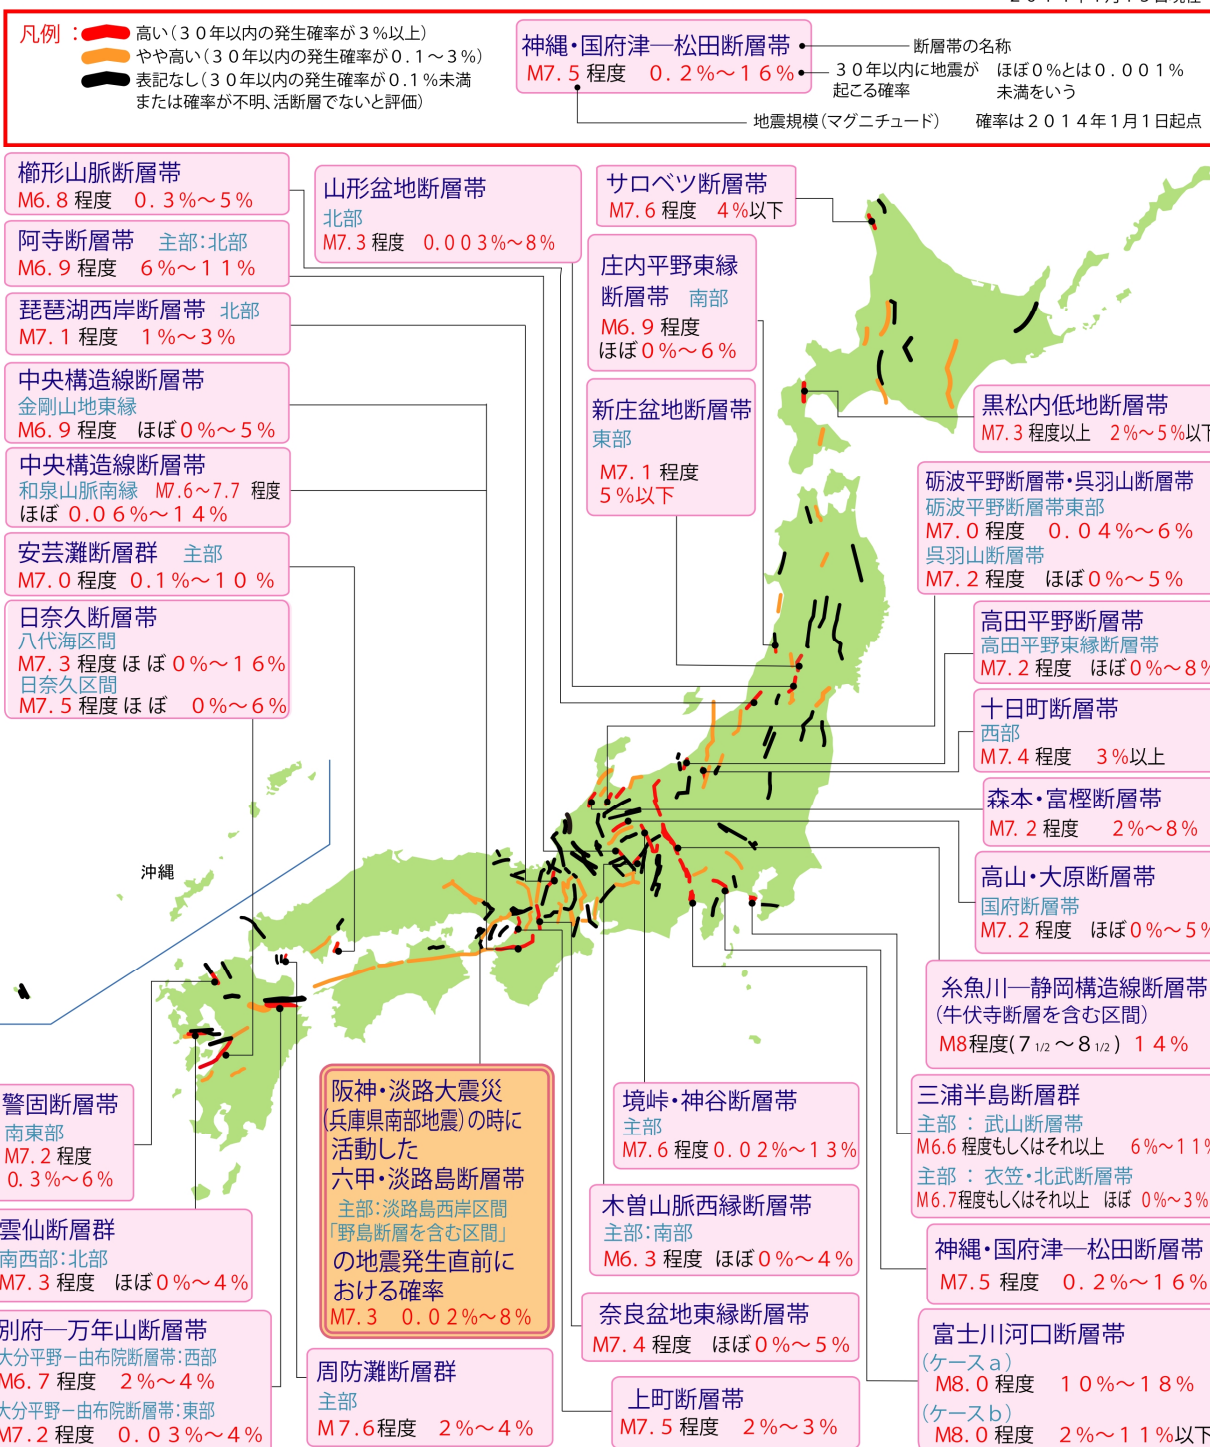 凡例：
高い（３０年以内の発生確率が３％以上）
やや高い（３０年以内の発生確率が０.１～３％）
表記なし（３０年以内の発生確率が０.１％未満
または確率が不明、活断層でないと評価）
神縄・国府津―松田断層帯
M7.５ 程度　０.２％～１６％
断層帯の名称
３０年以内に地震が
起こる確率
ほぼ０％とは０.００１％
未満をいう
地震規模（マグニチュード）
確率は２０１４年１月１日起点
櫛形山脈断層帯
M6.８ 程度　０.３％～５％
阿寺断層帯　主部：北部
M6.９ 程度　６％～１１％
琵琶湖西岸断層帯　北部
M7.１ 程度　１％～３％
中央構造線断層帯
金剛山地東縁
M6.９ 程度　ほぼ０％～５％
中央構造線断層帯
和泉山脈南縁　M7.6～7.7 程度
ほぼ ０.０６％～１４％
安芸灘断層群　主部
M7.０ 程度 ０.１％～１０ ％
日奈久断層帯
八代海区間
M7.３ 程度 ほ ぼ ０％～１６％
日奈久区間
M7.５ 程度 ほ ぼ　０％～６％
山形盆地断層帯
北部
M7.３ 程度　０.００３％～８％
サロベツ断層帯
M7.６ 程度　４％以下
庄内平野東縁
断層帯　南部
M6.９ 程度
ほぼ０％～６％
新庄盆地断層帯
東部
M7.１ 程度
５％以下
黒松内低地断層帯
M7.３ 程度以上　２％～５％以下
砺波平野断層帯・呉羽山断層帯
砺波平野断層帯東部
M7.０ 程度　０.０４％～６％
呉羽山断層帯
M7.２ 程度　ほぼ０％～５％
高田平野断層帯
高田平野東縁断層帯
M7.２ 程度　ほぼ０％～８％
十日町断層帯
西部
M7.４ 程度　３％以上
森本・富樫断層帯
M7.２ 程度　２％～８％
高山・大原断層帯
国府断層帯
M7.２ 程度　ほぼ０％～５％
糸魚川―静岡構造線断層帯
（牛伏寺断層を含む区間）
M8程度(７ 1/2 ～８ 1/2 ) １４％
三浦半島断層群
主部 ： 武山断層帯
M6.6 程度もしくはそれ以上　６％～１１％
主部 ： 衣笠・北武断層帯
M6.7程度もしくはそれ以上　ほぼ ０％～３％
神縄・国府津―松田断層帯
M7.５ 程度　０.２％～１６％
富士川河口断層帯
（ケースａ）
M8.０ 程度　１０％～１８％
（ケースｂ）
M8.０ 程度　２％～１１％以下
沖縄
警固断層帯
南東部
M7.２ 程度
０.３％～６％
雲仙断層群
南西部：北部
M7.３ 程度　ほぼ０％～４％
別府―万年山断層帯
大分平野－由布院断層帯：西部
M6.７ 程度　２％～４％
大分平野－由布院断層帯：東部
M7.２ 程度　０.０３％～４％
阪神・淡路大震災
（兵庫県南部地震）の時に
活動した
六甲・淡路島断層帯
主部：淡路島西岸区間
「野島断層を含む区間」
の地震発生直前に
おける確率
M7.３　０.０２％～８％
周防灘断層群
主部
M７.６程度　２％～４％
境峠・神谷断層帯
主部
M7.６ 程度 ０.０２％～１３％
木曽山脈西縁断層帯
主部：南部
M6.３ 程度 ほぼ０％～４％
奈良盆地東縁断層帯
M7.４ 程度　ほぼ０％～５％
上町断層帯
M7.５ 程度　２％～３％